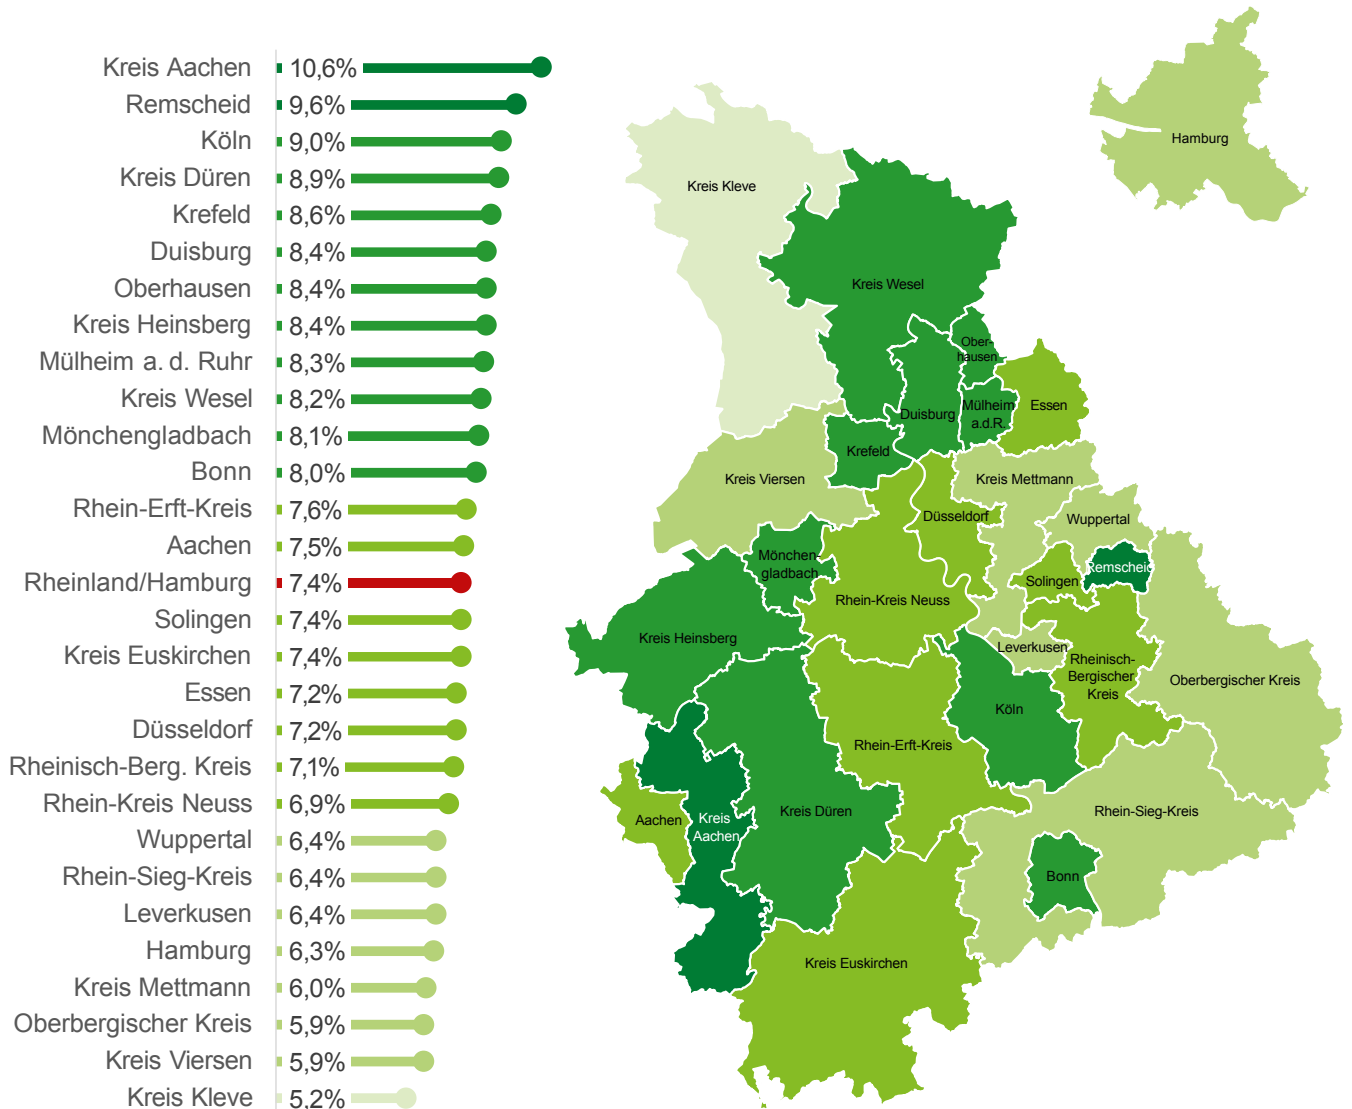 Kreis Aachen 10,6%
Remscheid 9,6%
Köln 9,0%
Kreis Düren 8,9%
Krefeld 8,6%
Duisburg 8,4%
Oberhausen 8,4%
Kreis Heinsberg 8,4%
Mülheim a. d. Ruhr 8,3%
Kreis Wesel 8,2%
Mönchengladbach 8,1%
Bonn 8,0%
Rhein-Erft-Kreis 7,6%
Aachen 7,5%
Rheinland/Hamburg 7,4%
Solingen 7,4%
Kreis Euskirchen 7,4%
Essen 7,2%
Düsseldorf 7,2%
Rheinisch-Berg. Kreis 7,1%
Rhein-Kreis Neuss 6,9%
Wuppertal 6,4%
Rhein-Sieg-Kreis 6,4%
Leverkusen 6,4%
Hamburg 6,3%
Kreis Mettmann 6,0%
Oberbergischer Kreis 5,9%
Kreis Viersen 5,9%
Kreis Kleve 5,2%
Hamburg
Kreis Kleve
Kreis Wesel
Ober-
hausen
Duisburg
Mülheim
a.d.R.
Essen
Krefeld
Kreis Viersen
Kreis Mettmann
Düsseldorf
Wuppertal
Mönchen-
gladbach
Remscheid
Solingen
Rhein-Kreis Neuss
Kreis Heinsberg
Leverkusen
Rheinisch-
Bergischer
Kreis
Oberbergischer Kreis
Köln
Rhein-Erft-Kreis
Kreis Düren
Rhein-Sieg-Kreis
Aachen
Kreis
Aachen
Bonn
Kreis Euskirchen